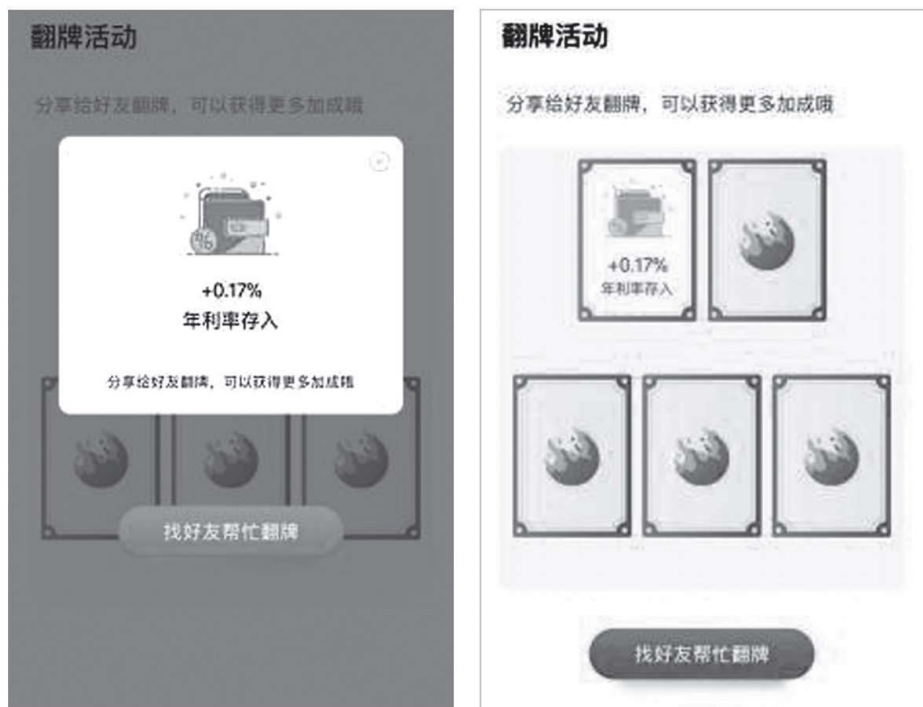 翻牌活动
分享给好友翻牌，可以获得更多加成哦
+0.17%
年利率存入
分享给好友翻牌，可以获得更多加成哦
找好友帮忙翻牌
翻牌活动
分享给好友翻牌，可以获得更多加成哦
%
+0.17%
年利率存入
找好友帮忙翻牌